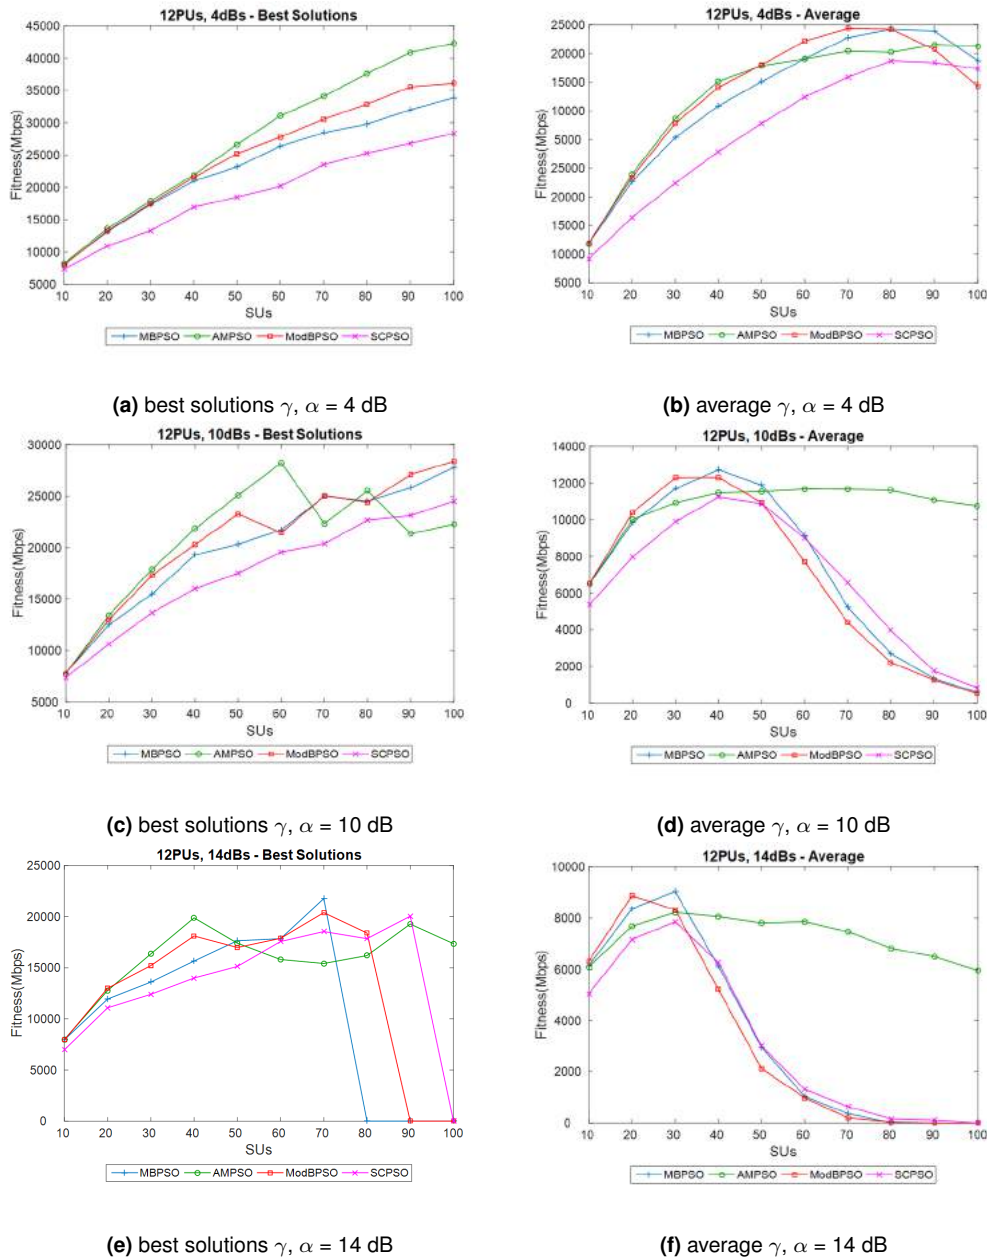 12PUs, 4dBs - Best Solutions
45000
40000
35000
30000
25000
20000
15000
10000
5000
Fitness(Mbps)
10 20 30 40 50 60 70 80 90 100
SUs
MBPSO AMPSO ModBPSO SCPSO
(a) best solutions γ, α = 4 dB
12PUs, 4dBs - Average
25000
20000
15000
10000
5000
25000
20000
15000
10000
5000
Fitness(Mbps)
10 20 30 40 50 60 70 80 90 100
SUs
MBPSO AMPSO ModBPSO SCPSO
(b) average γ, α = 4 dB
12PUs, 10dBs - Best Solutions
30000
25000
20000
15000
10000
5000
Fitness(Mbps)
10 20 30 40 50 60 70 80 90 100
SUs
MBPSO AMPSO ModBPSO SCPSO
(c) best solutions γ, α = 10 dB
12PUs, 10dBs - Average
14000
12000
10000
8000
6000
4000
2000
0
Fitness(Mbps)
10 20 30 40 50 60 70 80 90 100
SUs
MBPSO AMPSO ModBPSO SCPSO
(d) average γ, α = 10 dB
12PUs, 14dBs - Best Solutions
25000
20000
15000
10000
5000
0
Fitness(Mbps)
10 20 30 40 50 60 70 80 90 100
SUs
MBPSO AMPSO ModBPSO SCPSO
(e) best solutions γ, α = 14 dB
12PUs, 14dBs - Average
10000
8000
6000
4000
2000
0
Fitness(Mbps)
10 20 30 40 50 60 70 80 90 100
SUs
MBPSO AMPSO ModBPSO SCPSO
(f) average γ, α = 14 dB